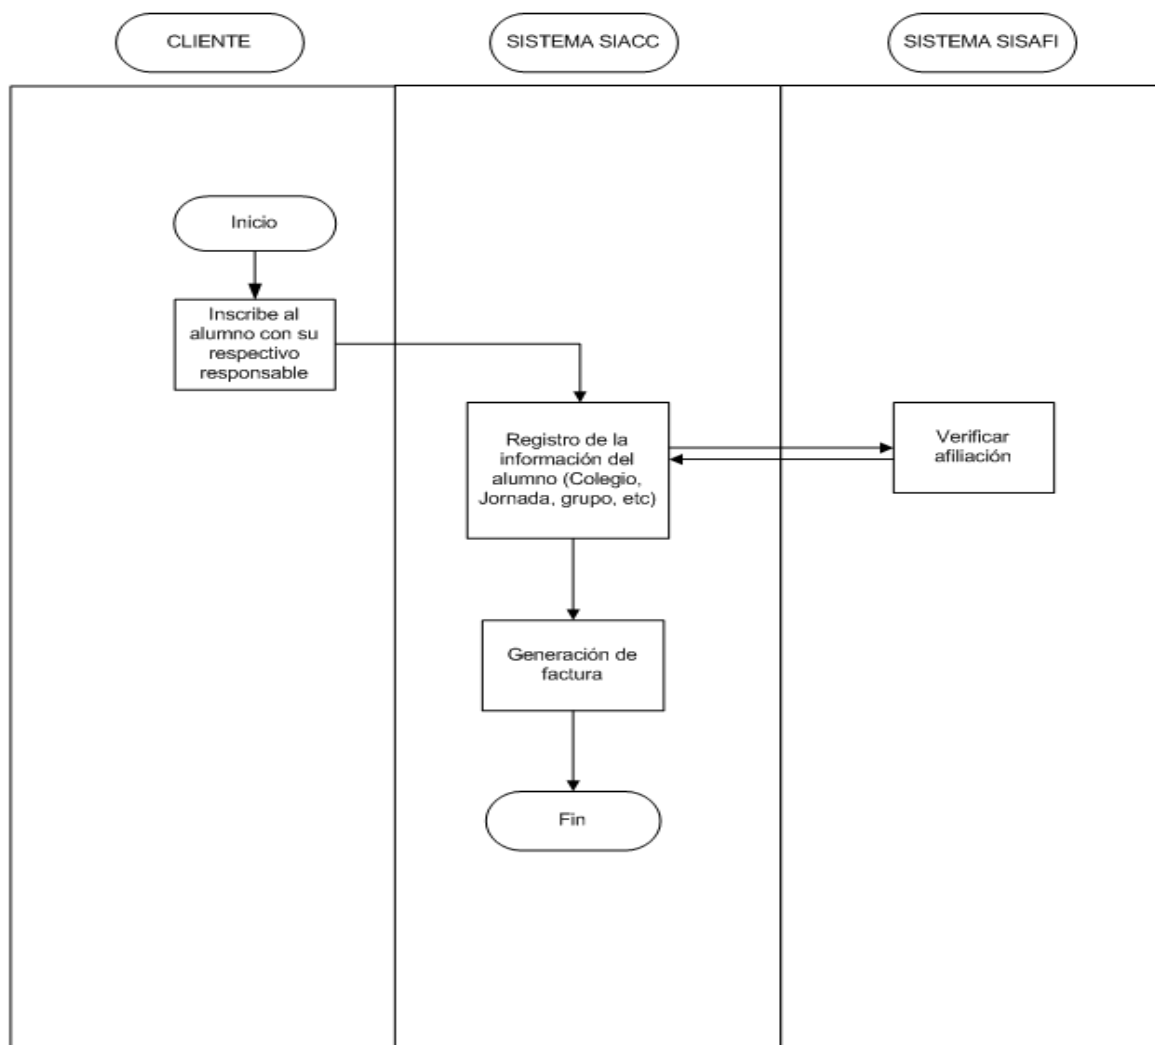 CLIENTE
SISTEMA SIACC
SISTEMA SISAFI
Inicio
Inscribe al
alumno con su
respectivo
responsable
Registro de la
información del
alumno (Colegio,
Jornada, grupo, etc)
Verificar
afiliación
Generación de
factura
Fin